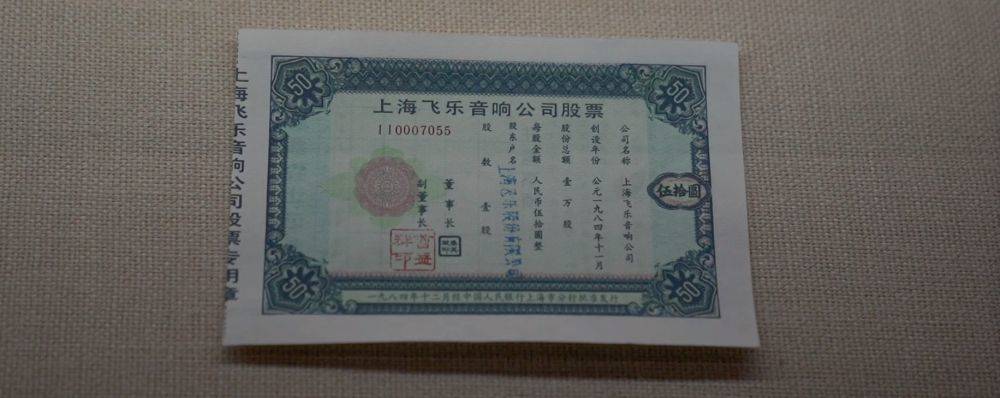 上海飞乐音响公司股票
110007055
公司名称 上海飞乐音响公司
创设年份 公元一九八四年十一月
股份总额 壹万股
每股金额 人民币伍拾圆整
股东户名
股数 壹股
董事长
副董事长
伍拾圆
50
50
50
50
一九八四年十二月经中国人民银行上海市分行批准发行
上海飞乐音响公司股票专用章